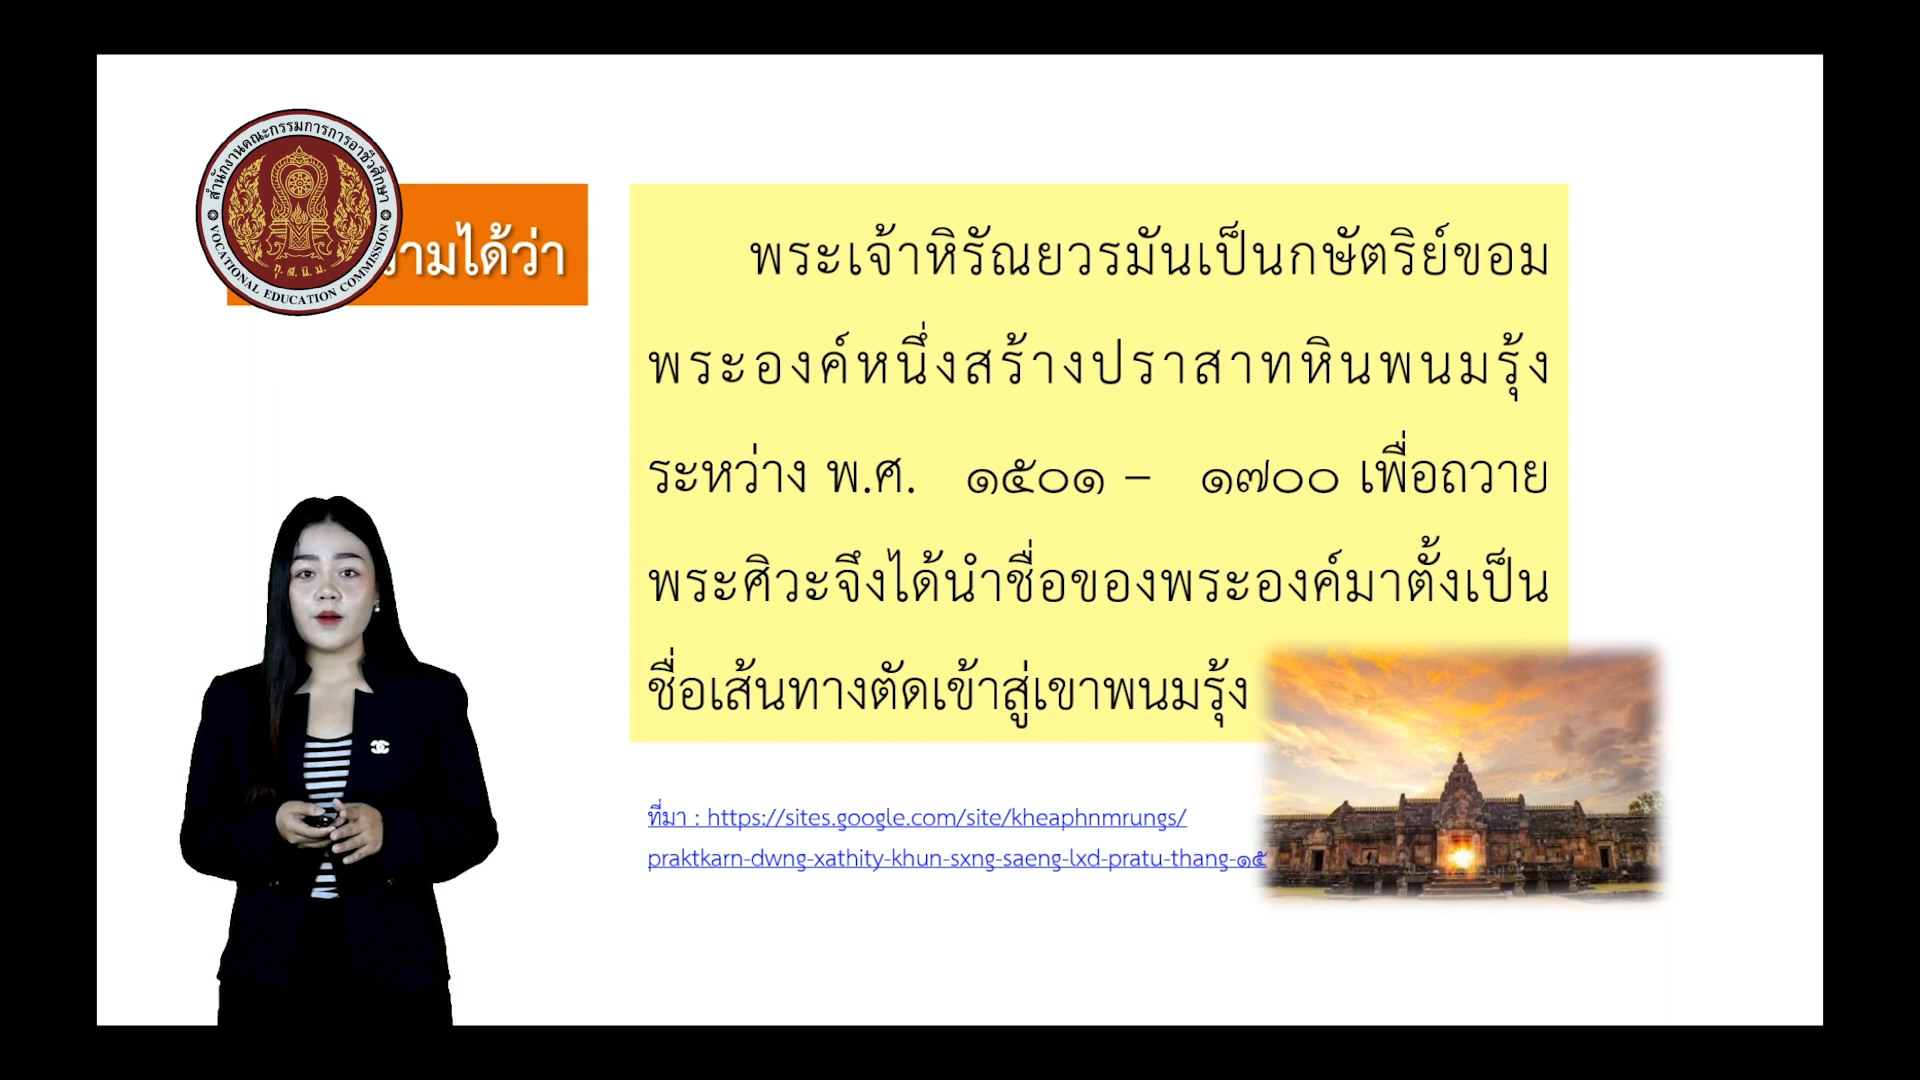 สำนักงานคณะกรรมการการอาชีวศึกษา
ทุ. ส. นิ. ม.
VOCATIONAL EDUCATION COMMISSION
ามได้ว่า
พระเจ้าหิรัณยวรมันเป็นกษัตริย์ขอม
พระองค์หนึ่งสร้างปราสาทหินพนมรุ้ง
ระหว่าง พ.ศ. ๑๕๐๑ – ๑๗๐๐ เพื่อถวาย
พระศิวะจึงได้นำชื่อของพระองค์มาตั้งเป็น
ชื่อเส้นทางตัดเข้าสู่เขาพนมรุ้ง
ที่มา : https://sites.google.com/site/kheaphnmrungs/
praktkarn-dwng-xathity-khun-sxng-saeng-lxd-pratu-thang-๑๕